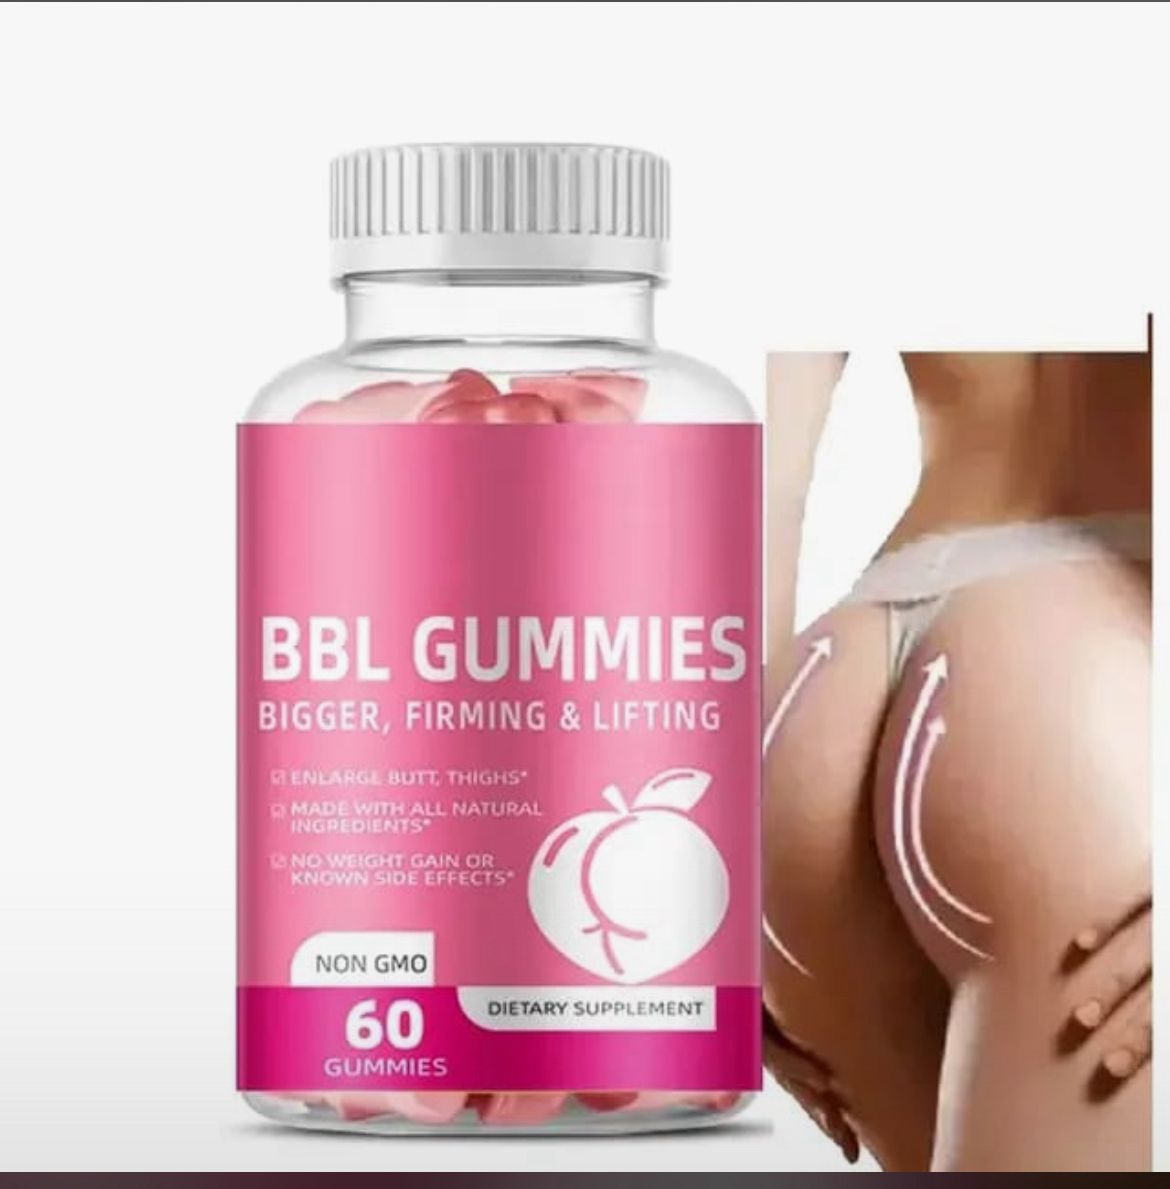 BBL GUMMIES
BIGGER, FIRMING & LIFTING
☑ ENLARGE BUTT, THIGHS*
☑ MADE WITH ALL NATURAL
INGREDIENTS*
☑ NO WEIGHT GAIN OR
KNOWN SIDE EFFECTS*
NON GMO
60
GUMMIES
DIETARY SUPPLEMENT